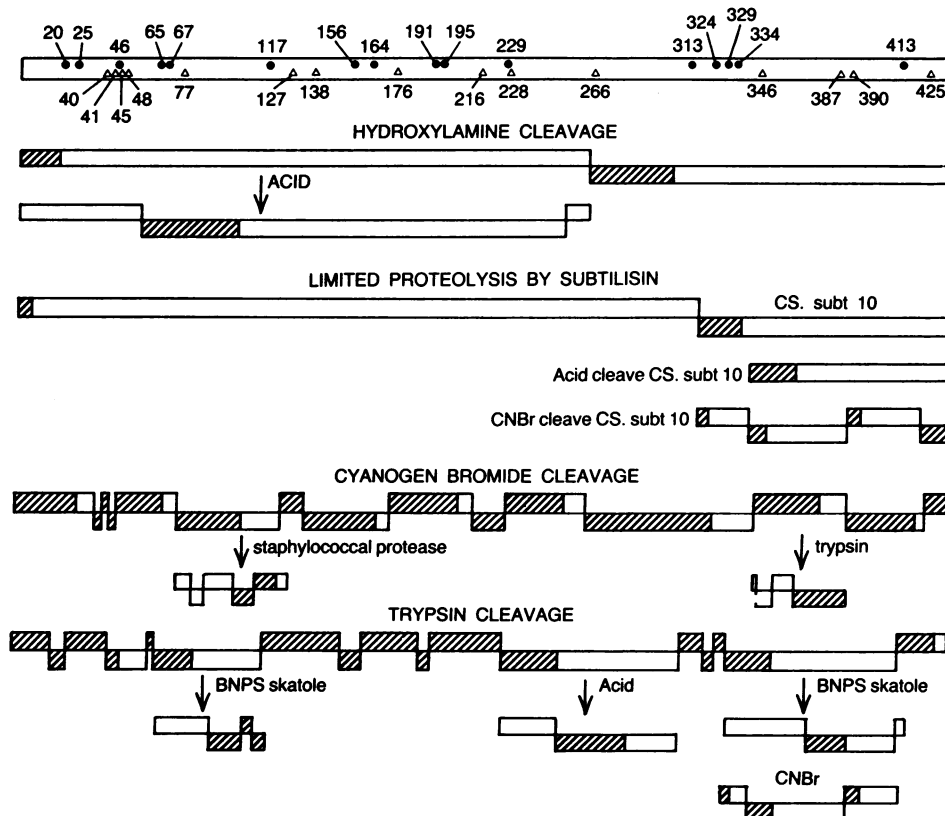 20 25 46 65 67 117 156 164 191 195 229 313 324 329 334 413
40 41 45 48 77 127 138 176 216 228 266 346 387 390 425
HYDROXYLAMINE CLEAVAGE
ACID
LIMITED PROTEOLYSIS BY SUBTILISIN
CS. subt 10
Acid cleave CS. subt 10
CNBr cleave CS. subt 10
CYANOGEN BROMIDE CLEAVAGE
staphylococcal protease
trypsin
TRYPSIN CLEAVAGE
BNPS skatole
Acid
BNPS skatole
CNBr